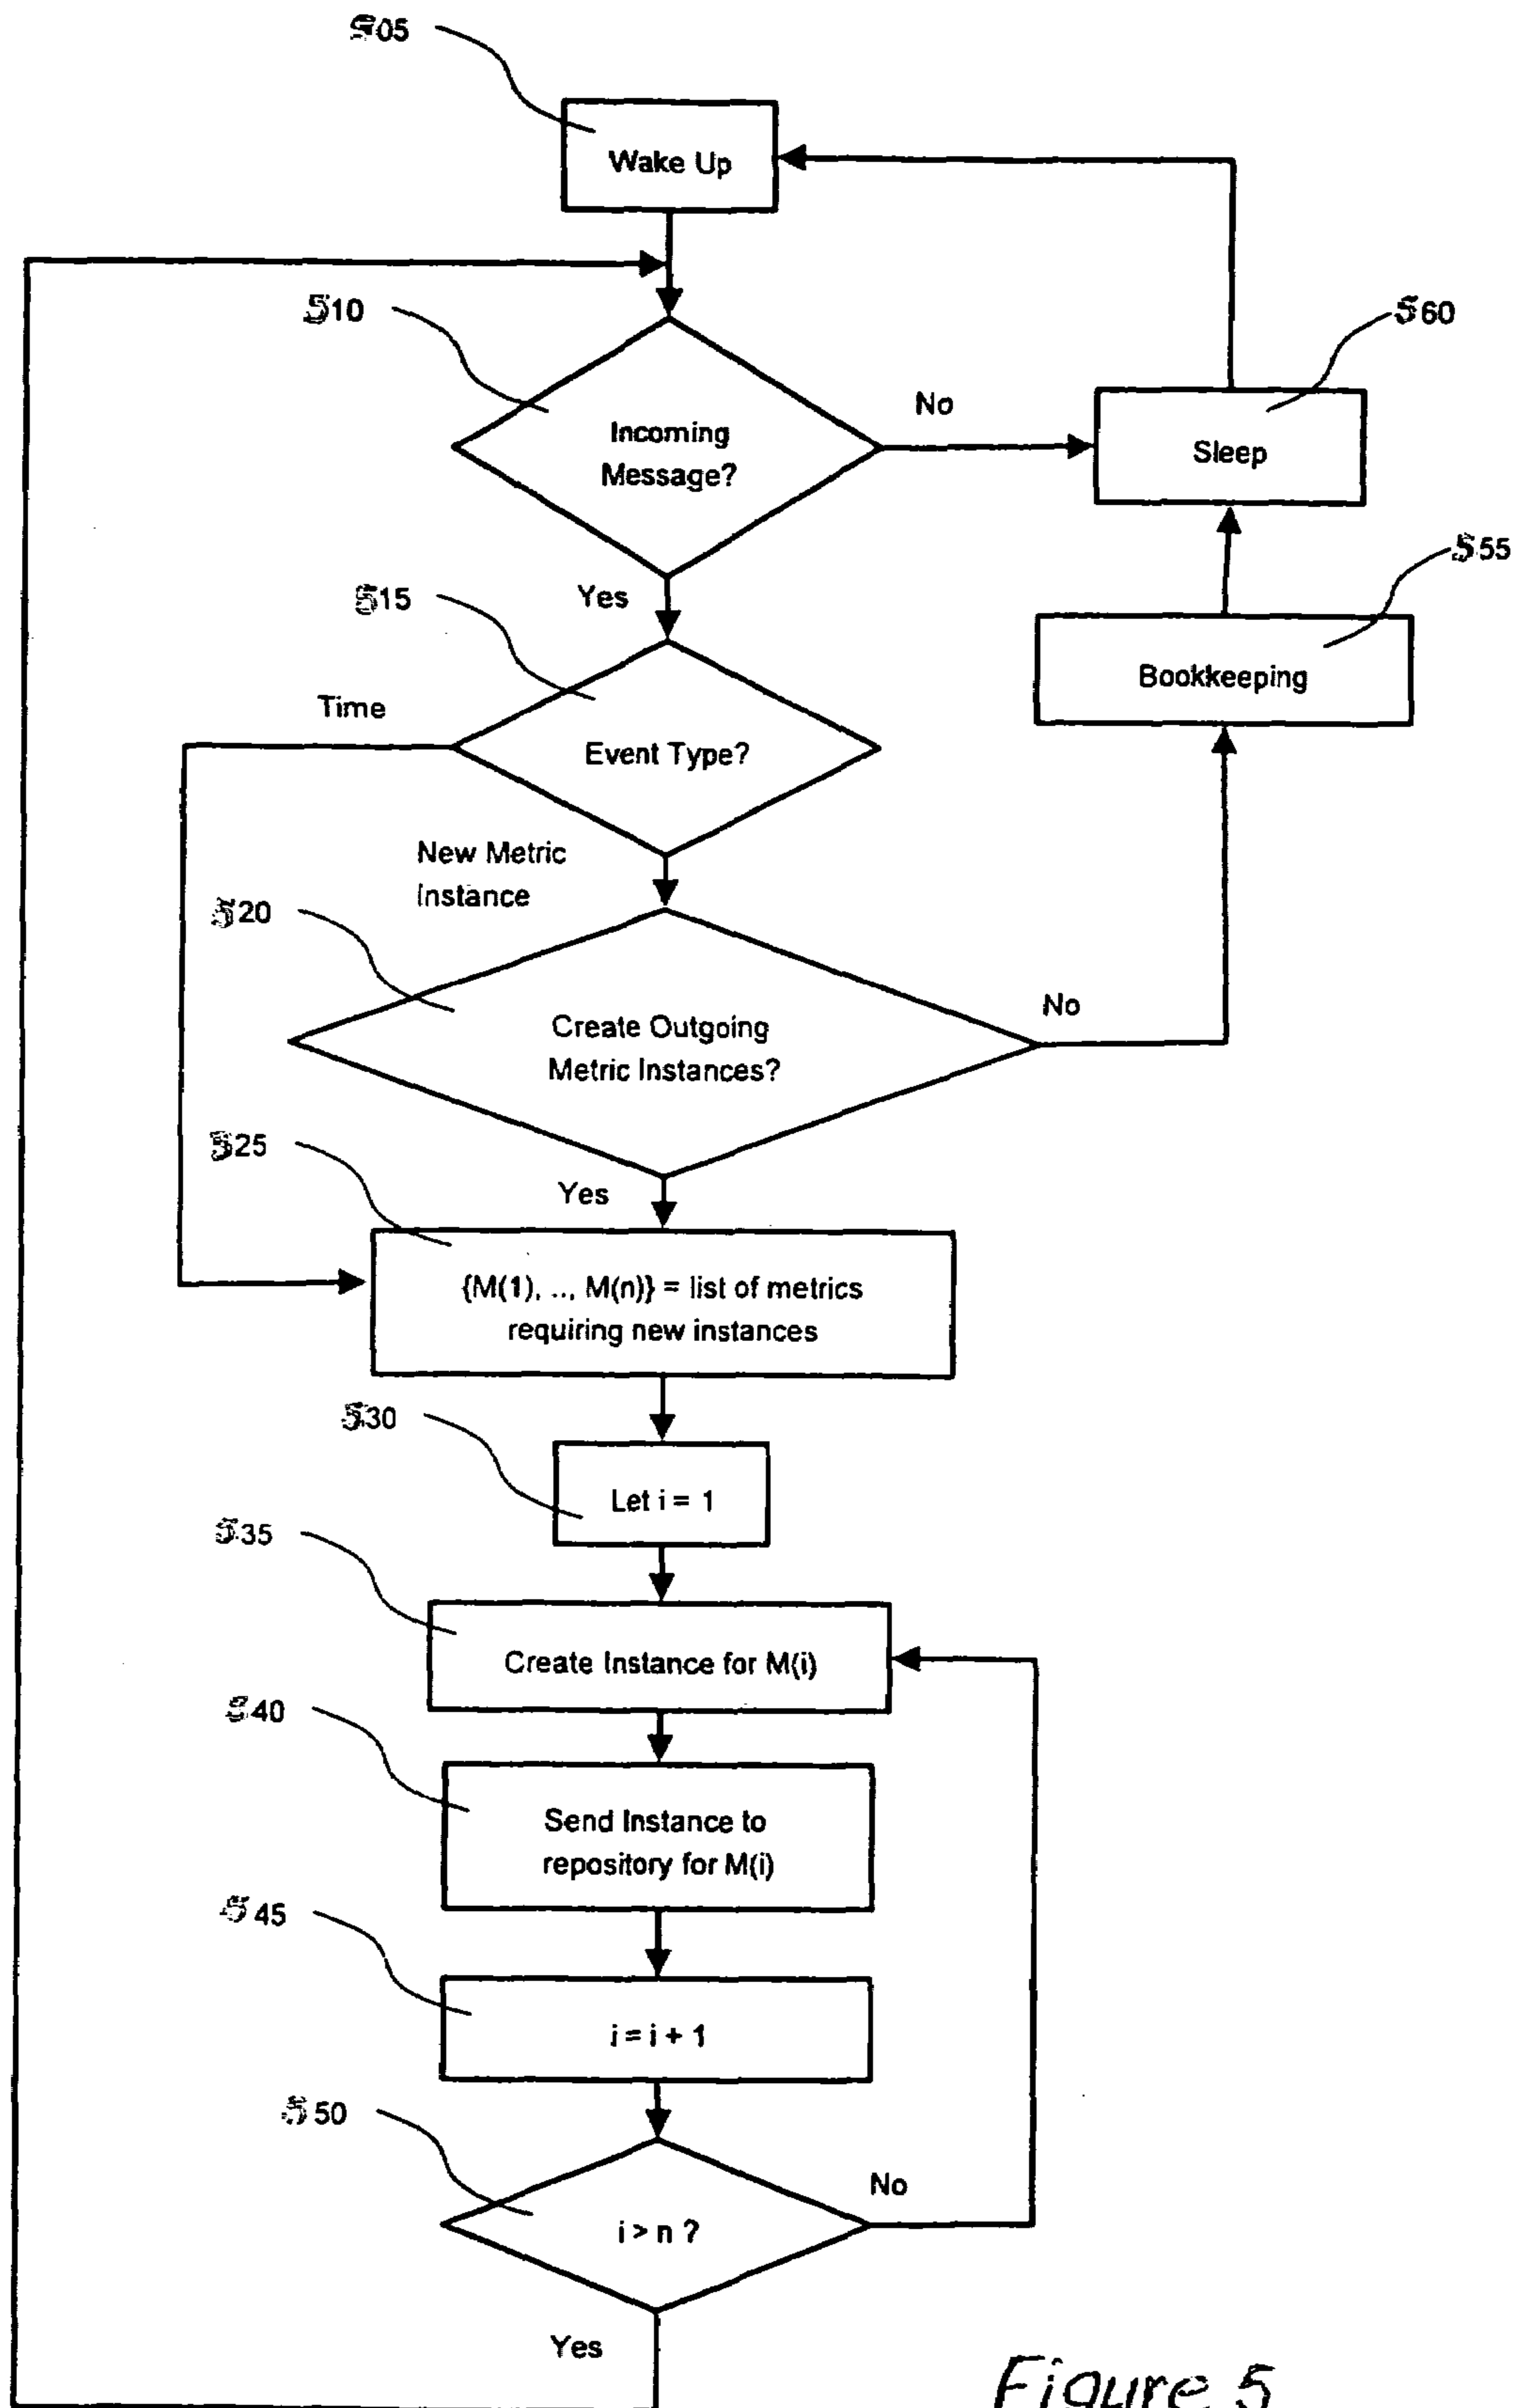 505
Wake Up
510
560
No
Incoming
Message?
Sleep
555
515
Yes
Bookkeeping
Time
Event Type?
New Metric
Instance
520
No
Create Outgoing
Metric Instances?
525
Yes
{M(1), .., M(n)} = list of metrics
requiring new instances
530
Let i = 1
535
Create Instance for M(i)
540
Send Instance to
repository for M(i)
545
i = i + 1
550
No
i > n ?
Yes
Figure 5